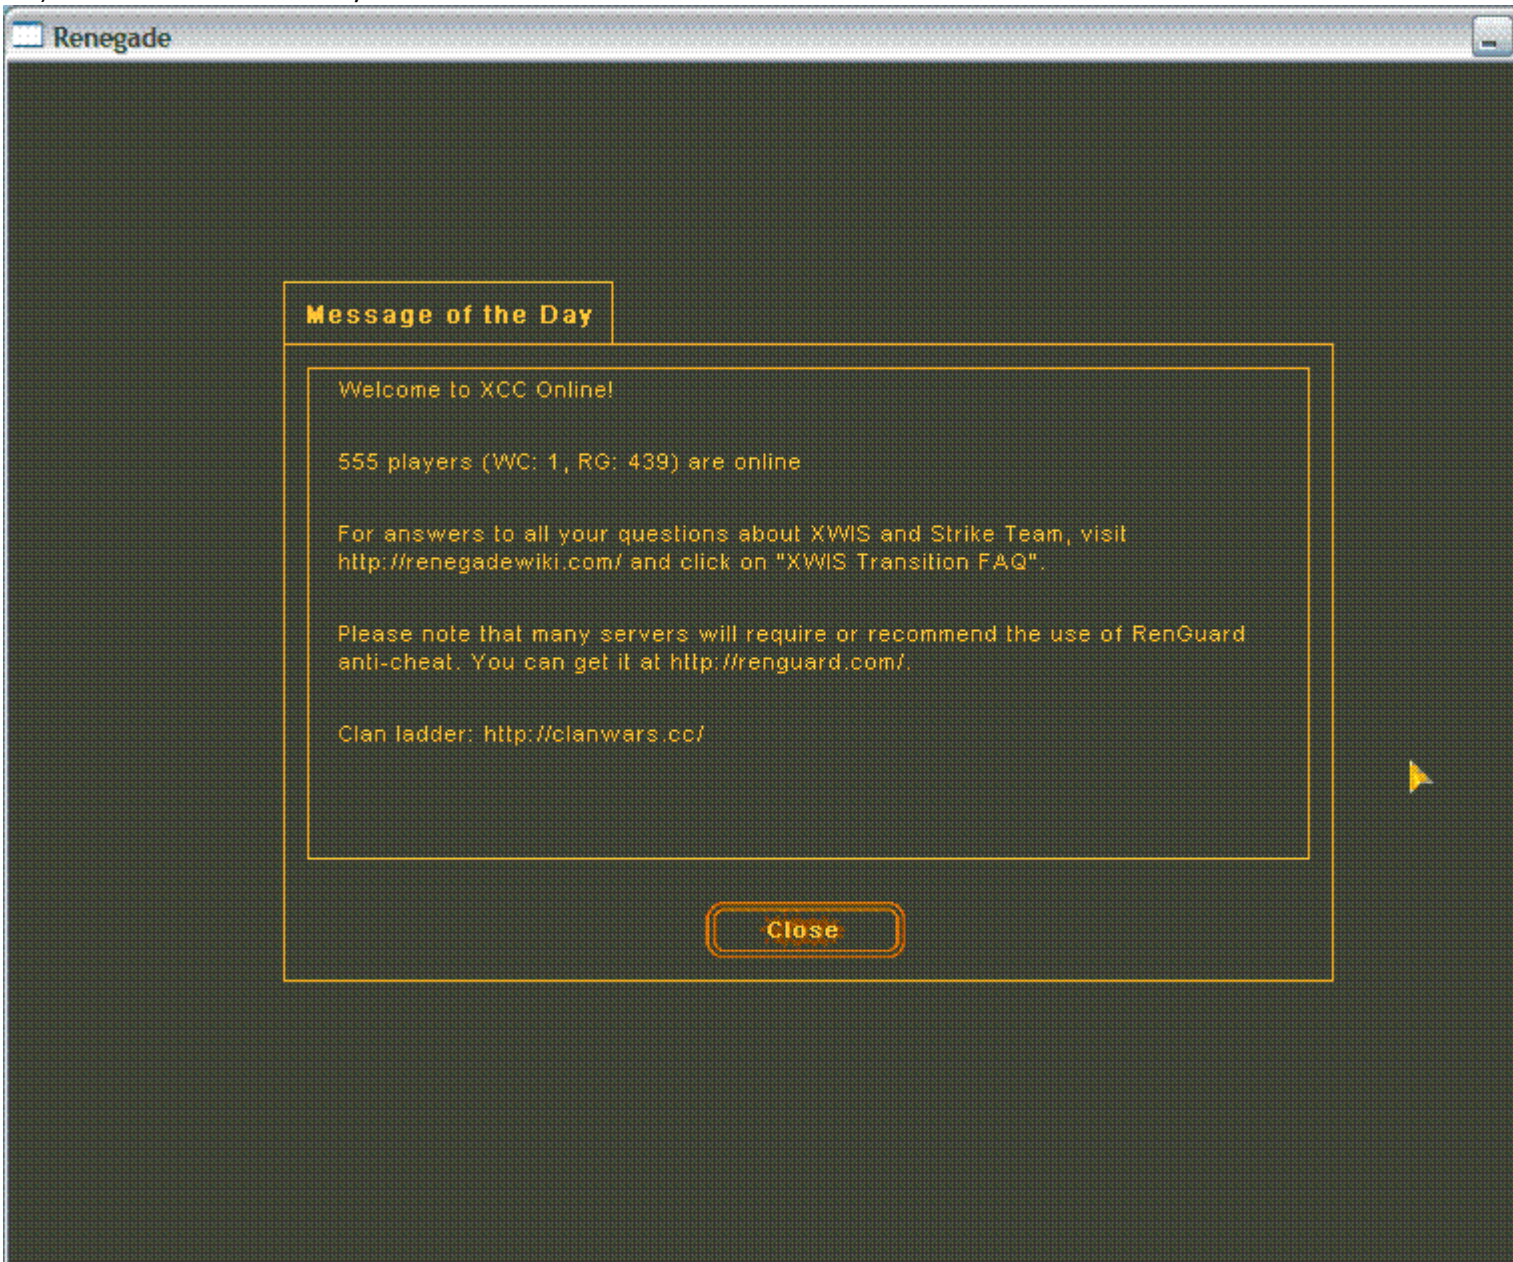 Renegade
Message of the Day
Welcome to XCC Online!
555 players (WC: 1, RG: 439) are online
For answers to all your questions about XWIS and Strike Team, visit
http://renegadewiki.com/ and click on "XWIS Transition FAQ".
Please note that many servers will require or recommend the use of RenGuard
anti-cheat. You can get it at http://renguard.com/.
Clan ladder: http://clanwars.cc/
Close